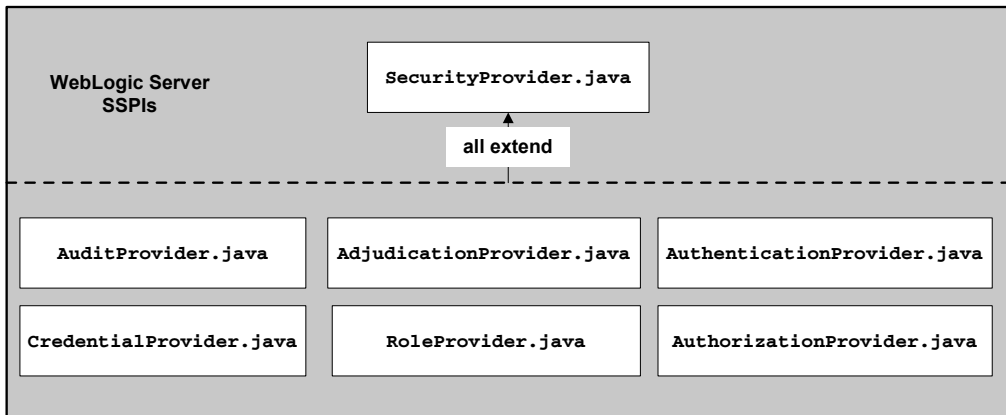 WebLogic Server
SSPIs
SecurityProvider.java
all extend
AuditProvider.java
AdjudicationProvider.java
AuthenticationProvider.java
CredentialProvider.java
RoleProvider.java
AuthorizationProvider.java